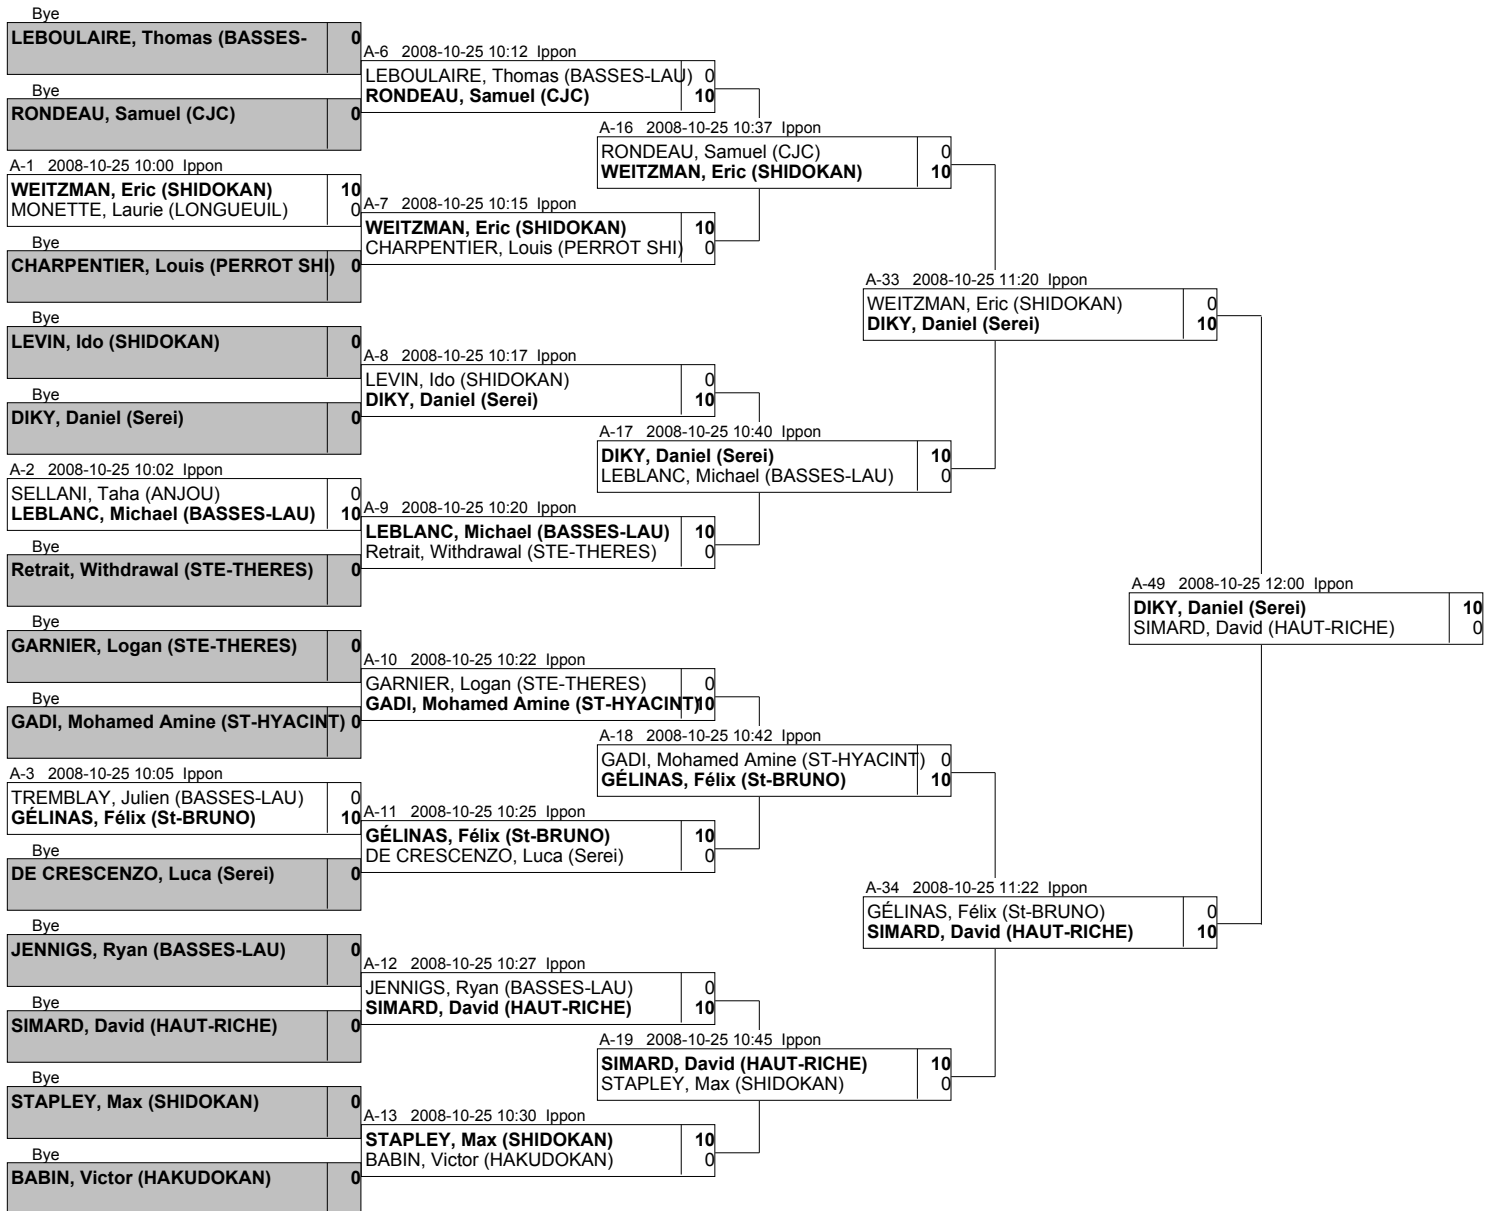 Bye
LEBOULAIRE, Thomas (BASSES- 0
Bye
RONDEAU, Samuel (CJC) 0
A-1 2008-10-25 10:00 Ippon
WEITZMAN, Eric (SHIDOKAN) 10
MONETTE, Laurie (LONGUEUIL) 0
Bye
CHARPENTIER, Louis (PERROT SHI) 0
Bye
LEVIN, Ido (SHIDOKAN) 0
Bye
DIKY, Daniel (Serei) 0
A-2 2008-10-25 10:02 Ippon
SELLANI, Taha (ANJOU) 0
LEBLANC, Michael (BASSES-LAU) 10
Bye
Retrait, Withdrawal (STE-THERES) 0
Bye
GARNIER, Logan (STE-THERES) 0
Bye
GADI, Mohamed Amine (ST-HYACINT) 0
A-3 2008-10-25 10:05 Ippon
TREMBLAY, Julien (BASSES-LAU) 0
GÉLINAS, Félix (St-BRUNO) 10
Bye
DE CRESCENZO, Luca (Serei) 0
Bye
JENNIGS, Ryan (BASSES-LAU) 0
Bye
SIMARD, David (HAUT-RICHE) 0
Bye
STAPLEY, Max (SHIDOKAN) 0
Bye
BABIN, Victor (HAKUDOKAN) 0
A-6 2008-10-25 10:12 Ippon
LEBOULAIRE, Thomas (BASSES-LAU) 0
RONDEAU, Samuel (CJC) 10
A-7 2008-10-25 10:15 Ippon
WEITZMAN, Eric (SHIDOKAN) 10
CHARPENTIER, Louis (PERROT SHI) 0
A-8 2008-10-25 10:17 Ippon
LEVIN, Ido (SHIDOKAN) 0
DIKY, Daniel (Serei) 10
A-9 2008-10-25 10:20 Ippon
LEBLANC, Michael (BASSES-LAU) 10
Retrait, Withdrawal (STE-THERES) 0
A-10 2008-10-25 10:22 Ippon
GARNIER, Logan (STE-THERES) 0
GADI, Mohamed Amine (ST-HYACINT) 10
A-11 2008-10-25 10:25 Ippon
GÉLINAS, Félix (St-BRUNO) 10
DE CRESCENZO, Luca (Serei) 0
A-12 2008-10-25 10:27 Ippon
JENNIGS, Ryan (BASSES-LAU) 0
SIMARD, David (HAUT-RICHE) 10
A-13 2008-10-25 10:30 Ippon
STAPLEY, Max (SHIDOKAN) 10
BABIN, Victor (HAKUDOKAN) 0
A-16 2008-10-25 10:37 Ippon
RONDEAU, Samuel (CJC) 0
WEITZMAN, Eric (SHIDOKAN) 10
A-17 2008-10-25 10:40 Ippon
DIKY, Daniel (Serei) 10
LEBLANC, Michael (BASSES-LAU) 0
A-18 2008-10-25 10:42 Ippon
GADI, Mohamed Amine (ST-HYACINT) 0
GÉLINAS, Félix (St-BRUNO) 10
A-19 2008-10-25 10:45 Ippon
SIMARD, David (HAUT-RICHE) 10
STAPLEY, Max (SHIDOKAN) 0
A-33 2008-10-25 11:20 Ippon
WEITZMAN, Eric (SHIDOKAN) 0
DIKY, Daniel (Serei) 10
A-34 2008-10-25 11:22 Ippon
GÉLINAS, Félix (St-BRUNO) 0
SIMARD, David (HAUT-RICHE) 10
A-49 2008-10-25 12:00 Ippon
DIKY, Daniel (Serei) 10
SIMARD, David (HAUT-RICHE) 0